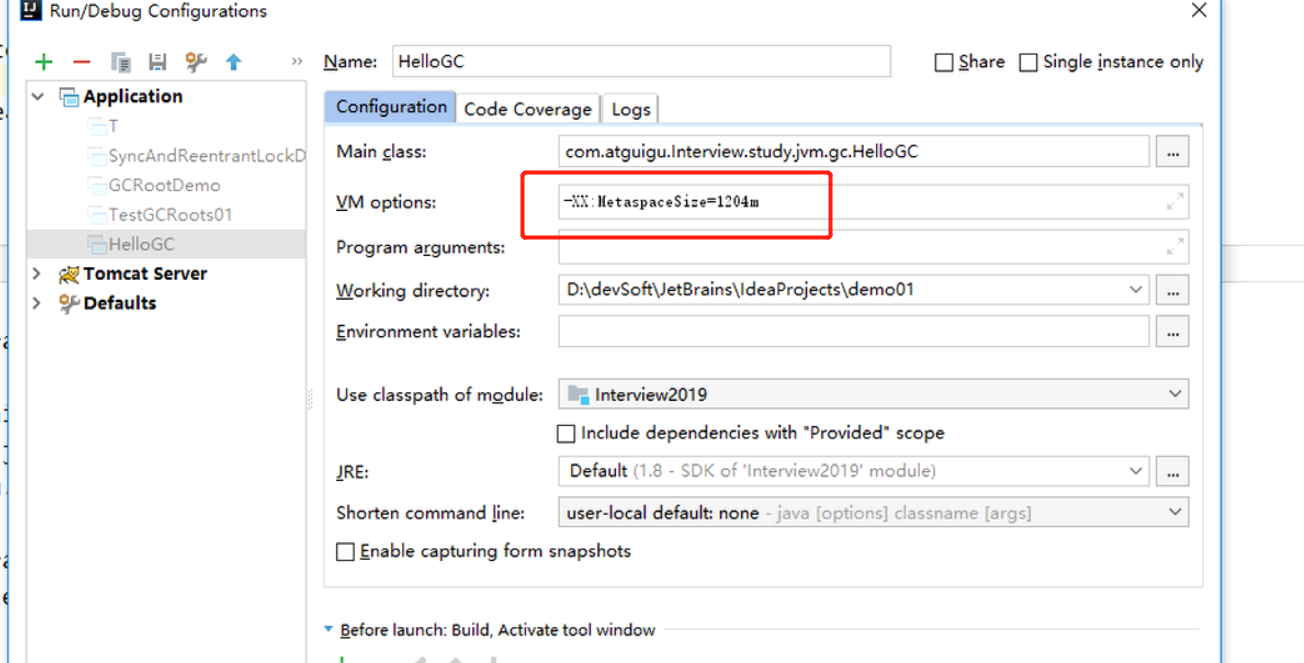 Run/Debug Configurations
Name: HelloGC Share Single instance only
Application
T
SyncAndReentrantLockD
GCRootDemo
TestGCRoots01
HelloGC
Tomcat Server
Defaults
Configuration Code Coverage Logs
Main class: com.atguigu.Interview.study.jvm.gc.HelloGC ...
VM options: -XX:MetaspaceSize=1204m
Program arguments:
Working directory: D:\devSoft\JetBrains\IdeaProjects\demo01 ...
Environment variables: ...
Use classpath of module: Interview2019
Include dependencies with "Provided" scope
JRE: Default (1.8 - SDK of 'Interview2019' module) ...
Shorten command line: user-local default: none - java [options] classname [args]
Enable capturing form snapshots
Before launch: Build, Activate tool window